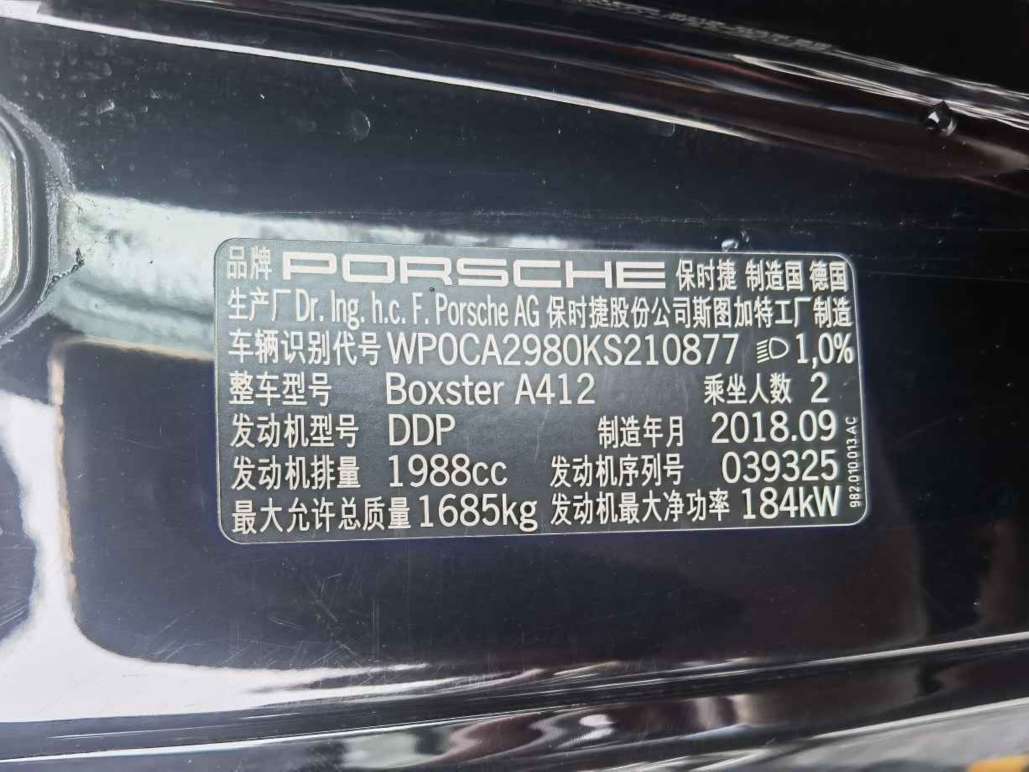 品牌 PORSCHE 保时捷 制造国 德国
生产厂 Dr. Ing. h.c. F. Porsche AG 保时捷股份公司斯图加特工厂制造
车辆识别代号 WP0CA2980KS210877 1,0%
整车型号 Boxster A412 乘坐人数 2
发动机型号 DDP 制造年月 2018.09
发动机排量 1988cc 发动机序列号 039325
最大允许总质量 1685kg 发动机最大净功率 184kW
982.010.013.AC